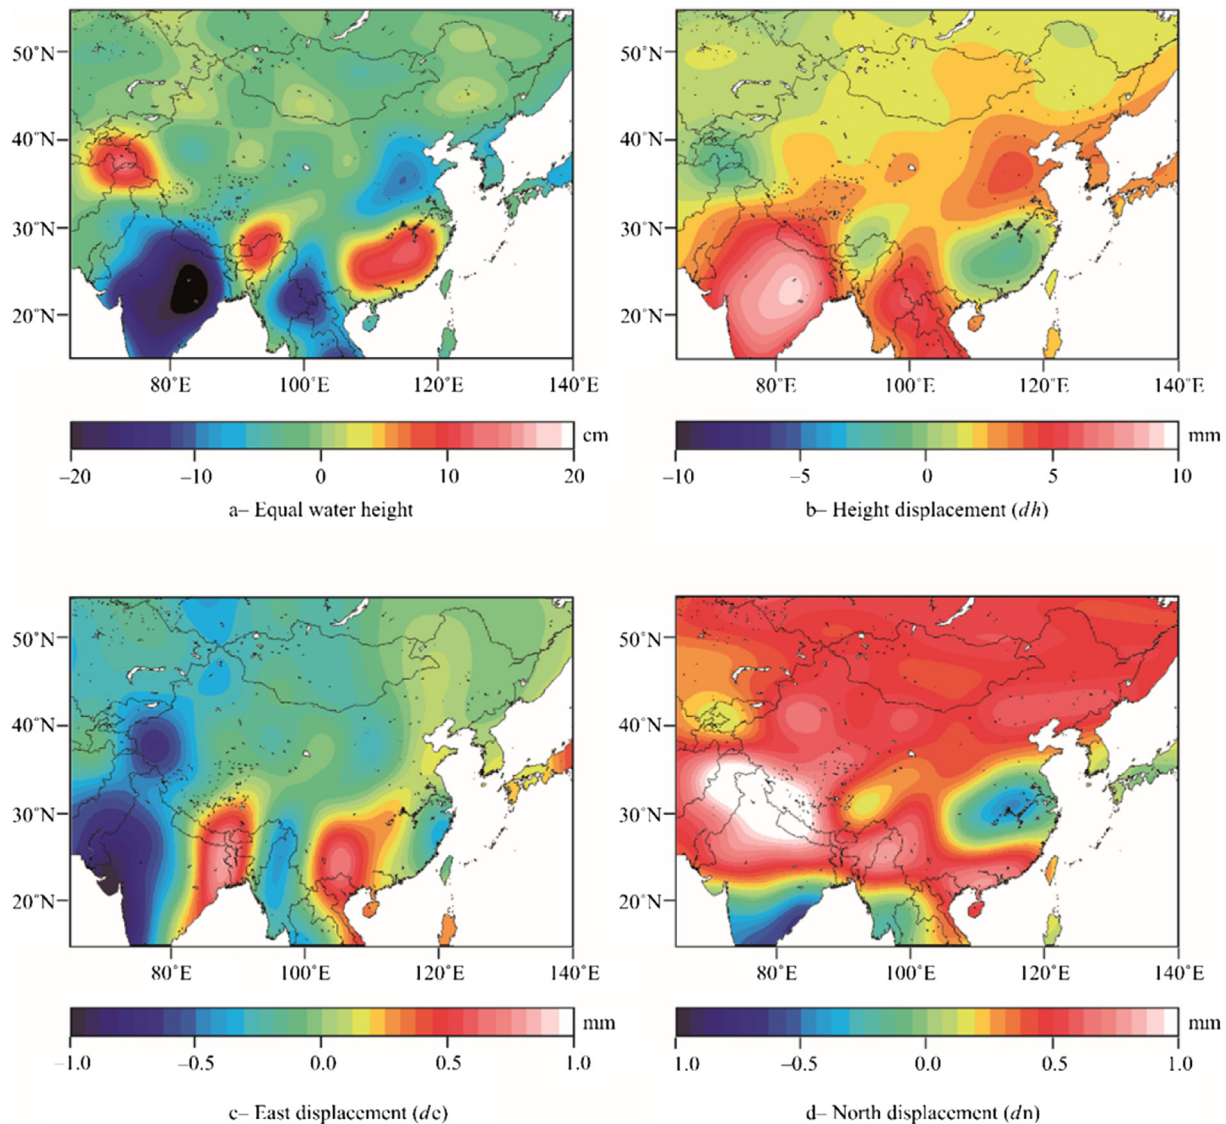 50°N
40°N
30°N
20°N
80°E 100°E 120°E 140°E
cm
–20 –10 0 10 20
a– Equal water height
50°N
40°N
30°N
20°N
80°E 100°E 120°E 140°E
mm
–10 –5 0 5 10
b– Height displacement (dh)
50°N
40°N
30°N
20°N
80°E 100°E 120°E 140°E
mm
–1.0 –0.5 0.0 0.5 1.0
c– East displacement (de)
50°N
40°N
30°N
20°N
80°E 100°E 120°E 140°E
mm
1.0 –0.5 0.0 0.5 1.0
d– North displacement (dn)